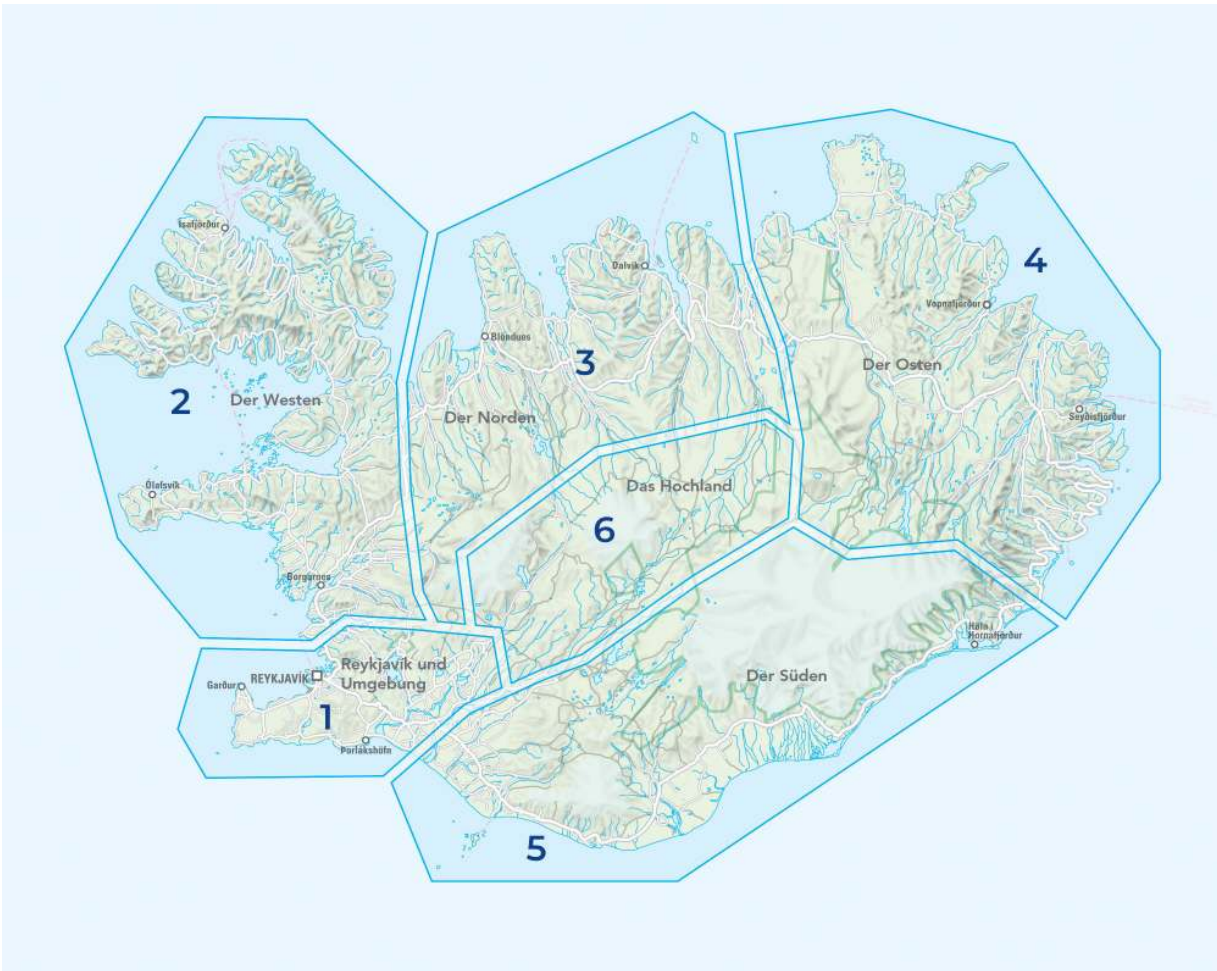 Ísafjörður
4
Dalvík
Vopnafjörður
Blönduós
3
Der Osten
2
Der Westen
Der Norden
Seyðisfjörður
Ólafsvík
Das Hochland
6
Borgarnes
Höfn í
Hornafjörður
Reykjavík und
Umgebung
REYKJAVÍK
Garður
Der Süden
1
Þorlákshöfn
5